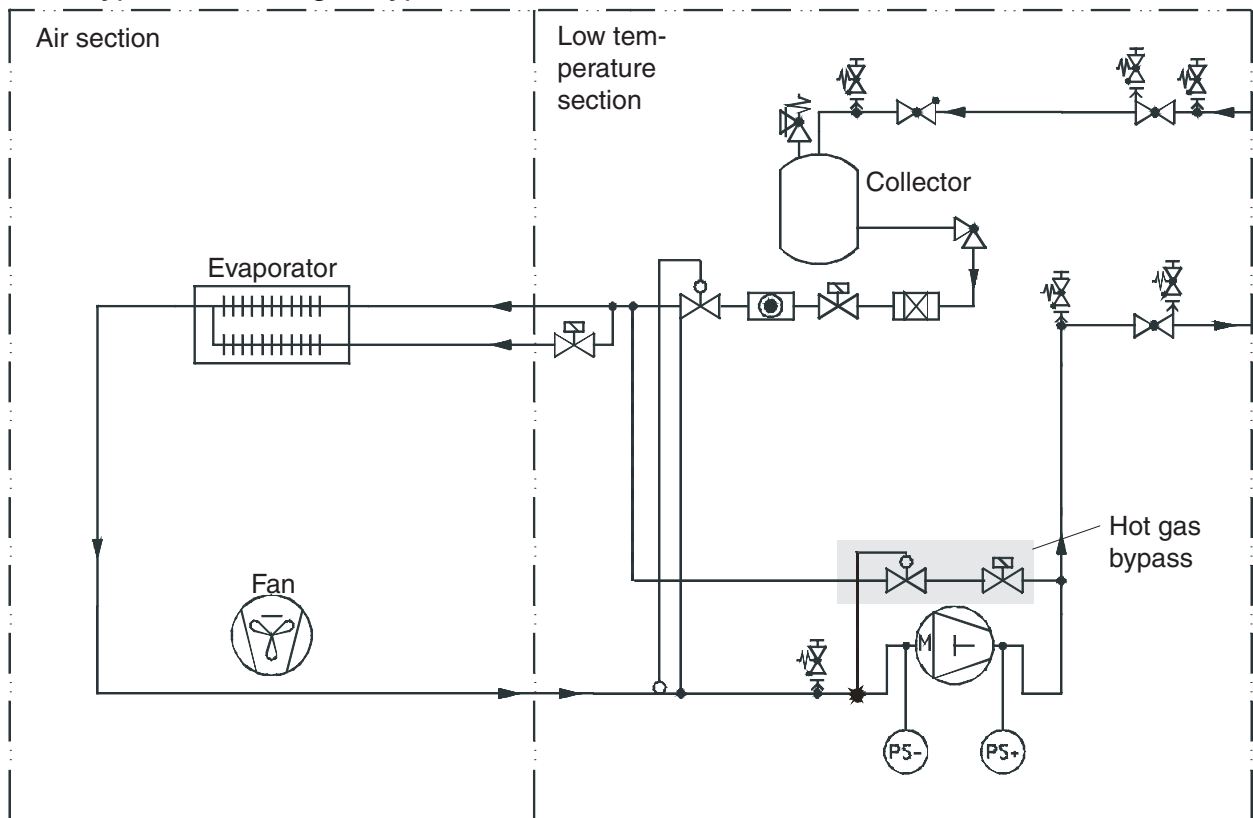 Air section
Low tem-
perature
section
Collector
Evaporator
Hot gas
bypass
Fan
M
T
PS-
PS+